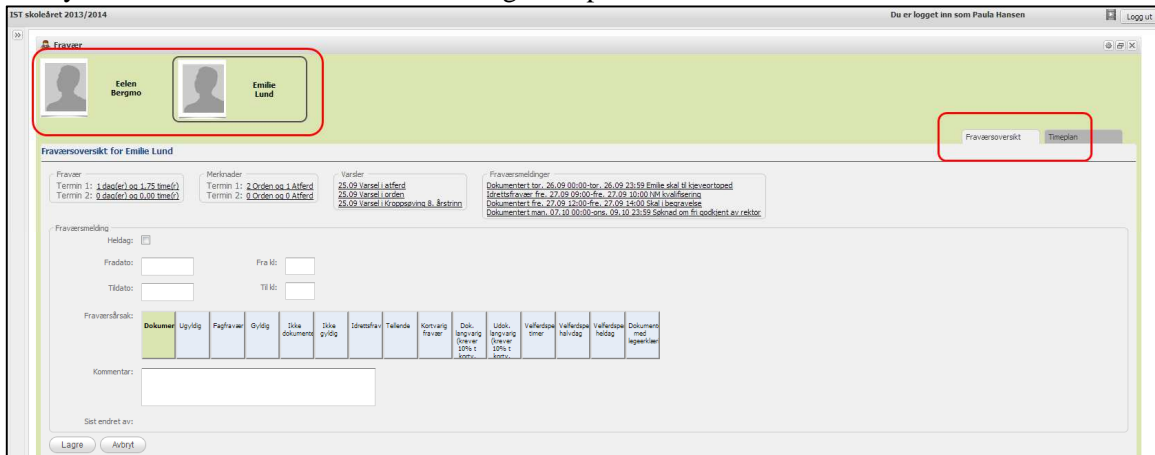 IST skoleåret 2013/2014 Du er logget inn som Paula Hansen Logg ut
Fravær
Eelen
Bergmo
Emilie
Lund
Fraværsoversikt Timeplan
Fraværsoversikt for Emilie Lund
Fravær
Termin 1: 1 dag(er) og 1,75 time(r)
Termin 2: 0 dag(er) og 0,00 time(r)
Merknader
Termin 1: 2 Orden og 1 Atferd
Termin 2: 0 Orden og 0 Atferd
Varsler
25.09 Varsel i atferd
25.09 Varsel i orden
25.09 Varsel i Kroppsøving 8. årstrinn
Fraværsmeldinger
Dokumentert tor. 26.09 00:00-tor. 26.09 23:59 Emilie skal til kjeveortoped
Idrettsfravær fre. 27.09 09:00-fre. 27.09 10:00 NM kvalifisering
Dokumentert fre. 27.09 12:00-fre. 27.09 14:00 Skal i begravelse
Dokumentert man. 07.10 00:00-ons. 09.10 23:59 Søknad om fri godkjent av rektor
Fraværsmelding
Heldag:
Fradato: Fra kl:
Tildato: Til kl:
Fraværsårsak:
Dokumer
Ugyldig
Fagfravær
Gyldig
Ikke
dokumente
Ikke
gyldig
Idrettsfrav
Tellende
Kortvarig
fravær
Dok.
langvarig
(krever
10% t
kortv.
Udok.
langvarig
(krever
10% t
kortv.
Velferdspe
timer
Velferdspe
halvdag
Velferdspe
heldag
Dokument
med
legeerklær
Kommentar:
Sist endret av:
Lagre Avbryt